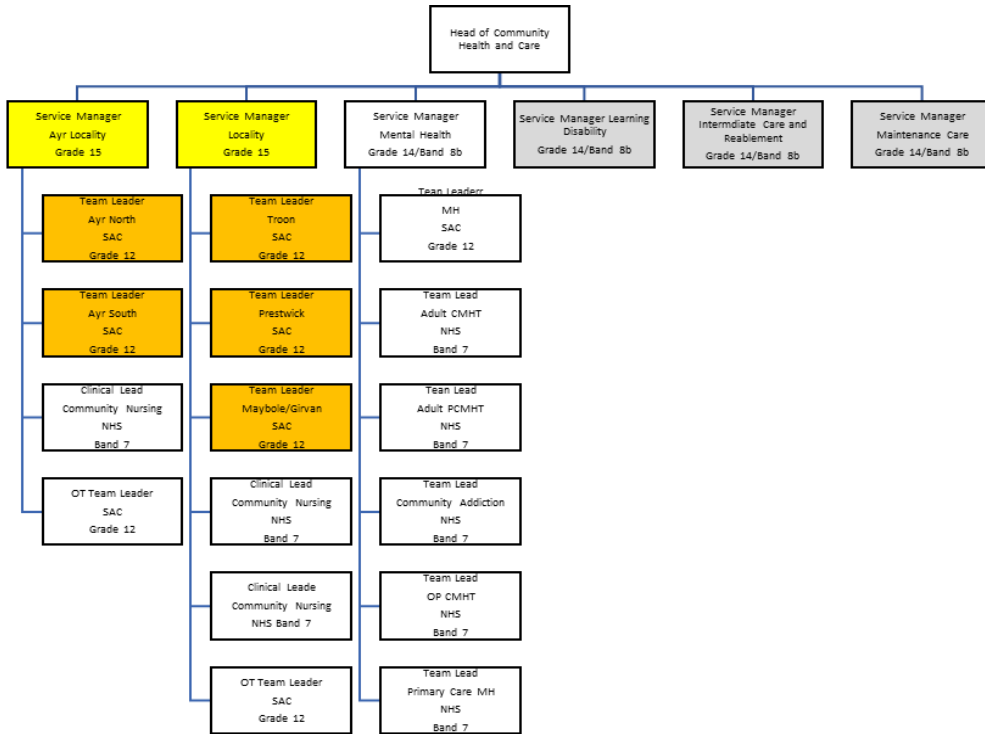 Head of Community
Health and Care
Service Manager
Ayr Locality
Grade 15
Service Manager
Locality
Grade 15
Service Manager
Mental Health
Grade 14/Band 8b
Service Manager Learning
Disability
Grade 14/Band 8b
Service Manager
Intermdiate Care and
Reablement
Grade 14/Band 8b
Service Manager
Maintenance Care
Grade 14/Band 8b
Team Leader
Ayr North
SAC
Grade 12
Team Leader
Ayr South
SAC
Grade 12
Clinical Lead
Community Nursing
NHS
Band 7
OT Team Leader
SAC
Grade 12
Team Leader
Troon
SAC
Grade 12
Team Leader
Prestwick
SAC
Grade 12
Team Leader
Maybole/Girvan
SAC
Grade 12
Clinical Lead
Community Nursing
NHS
Band 7
Clinical Leade
Community Nursing
NHS Band 7
OT Team Leader
SAC
Grade 12
Tean Leaderr
MH
SAC
Grade 12
Team Lead
Adult CMHT
NHS
Band 7
Tean Lead
Adult PCMHT
NHS
Band 7
Team Lead
Community Addiction
NHS
Band 7
Team Lead
OP CMHT
NHS
Band 7
Team Lead
Primary Care MH
NHS
Band 7